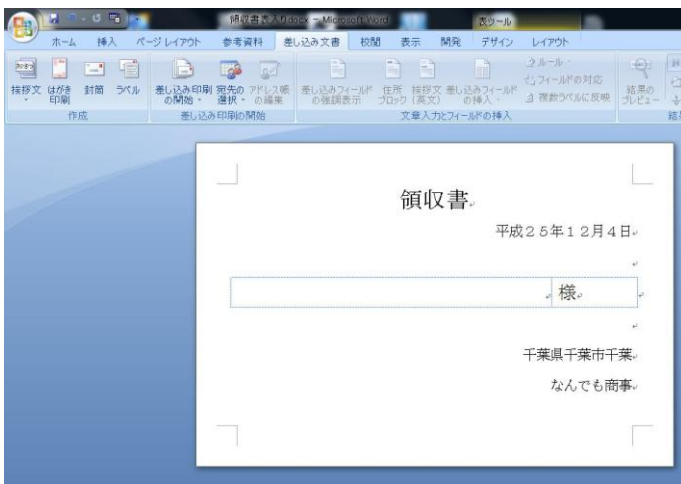 領収書表入り.docx - Microsoft Word 表ツール
ホーム 挿入 ページ レイアウト 参考資料 差し込み文書 校閲 表示 開発 デザイン レイアウト
挨拶文 はがき印刷 封筒 ラベル 差し込み印刷の開始 宛先の選択 アドレス帳の編集 差し込みフィールドの強調表示 住所ブロック 挨拶文(英文) 差し込みフィールドの挿入 ルール フィールドの対応 複数ラベルに反映 結果のプレビュー
作成 差し込み印刷の開始 文章入力とフィールドの挿入
領収書
平成25年12月4日
様
千葉県千葉市千葉
なんでも商事